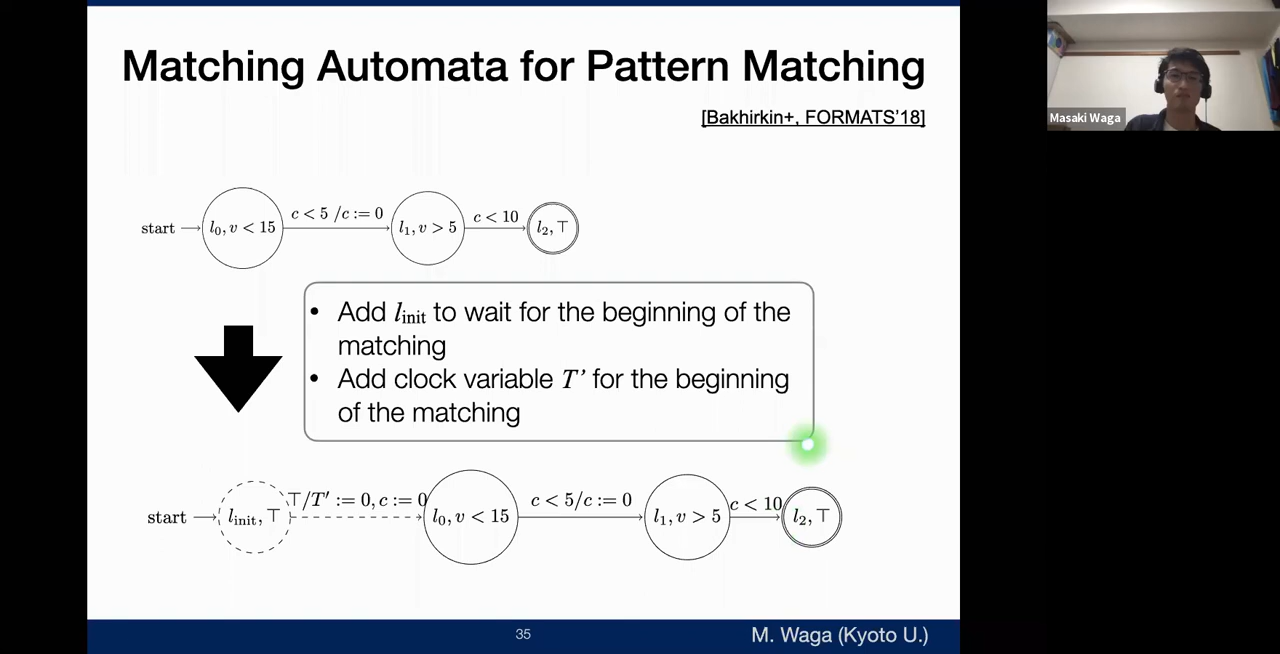 Matching Automata for Pattern Matching
[Bakhirkin+, FORMATS'18]
start l₀, v < 15 c < 5 /c := 0 l₁, v > 5 c < 10 l₂, ⊤
• Add l_init to wait for the beginning of the
matching
• Add clock variable T' for the beginning
of the matching
start l_init, ⊤ ⊤/T′ := 0, c := 0 l₀, v < 15 c < 5/c := 0 l₁, v > 5 c < 10 l₂, ⊤
35
M. Waga (Kyoto U.)
Masaki Waga